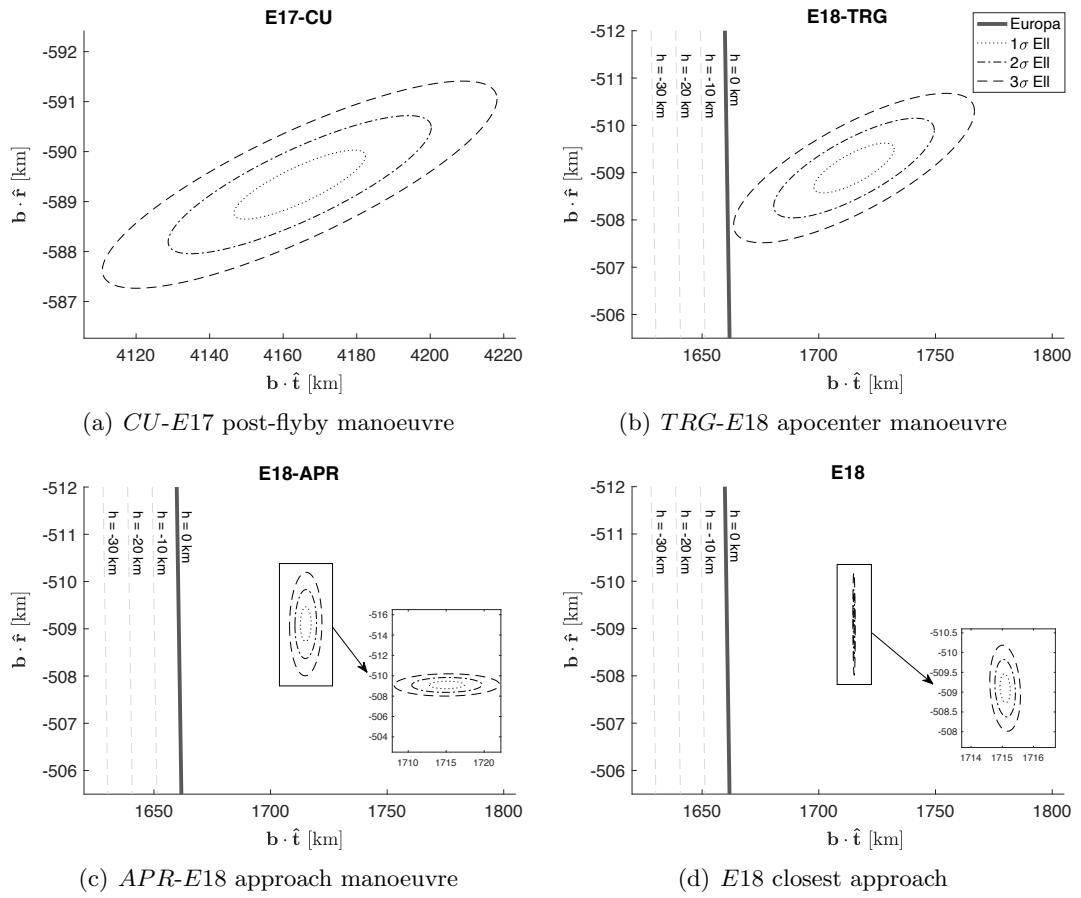 E17-CU
-592
-591
-590
-589
-588
-587
b · r̂ [km]
4120
4140
4160
4180
4200
4220
b · t̂ [km]
(a) CU-E17 post-flyby manoeuvre
E18-TRG
Europa
1σ Ell
2σ Ell
3σ Ell
-512
-511
-510
-509
-508
-507
-506
b · r̂ [km]
h = -30 km
h = -20 km
h = -10 km
h = 0 km
1650
1700
1750
1800
b · t̂ [km]
(b) TRG-E18 apocenter manoeuvre
E18-APR
-512
-511
-510
-509
-508
-507
-506
b · r̂ [km]
h = -30 km
h = -20 km
h = -10 km
h = 0 km
-516
-514
-512
-510
-508
-506
-504
1710
1715
1720
1650
1700
1750
1800
b · t̂ [km]
(c) APR-E18 approach manoeuvre
E18
-512
-511
-510
-509
-508
-507
-506
b · r̂ [km]
h = -30 km
h = -20 km
h = -10 km
h = 0 km
-510.5
-510
-509.5
-509
-508.5
-508
1714
1715
1716
1650
1700
1750
1800
b · t̂ [km]
(d) E18 closest approach